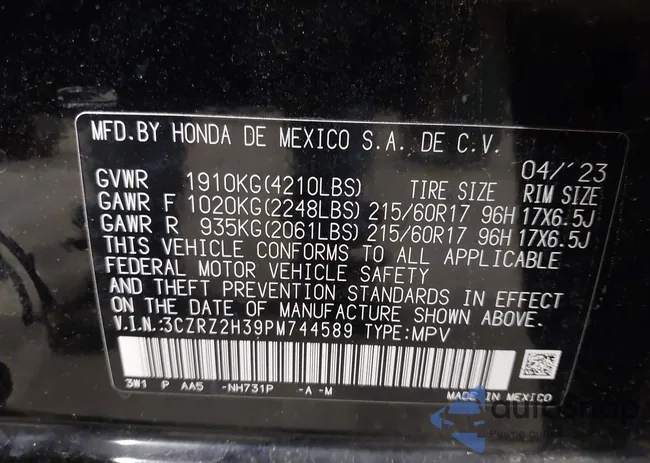 MFD.BY HONDA DE MEXICO S.A. DE C.V.
04/'23
GVWR 1910KG(4210LBS) TIRE SIZE RIM SIZE
GAWR F 1020KG(2248LBS) 215/60R17 96H 17X6.5J
GAWR R 935KG(2061LBS) 215/60R17 96H 17X6.5J
THIS VEHICLE CONFORMS TO ALL APPLICABLE
FEDERAL MOTOR VEHICLE SAFETY
AND THEFT PREVENTION STANDARDS IN EFFECT
ON THE DATE OF MANUFACTURE SHOWN ABOVE.
V.I.N:3CZRZ2H39PM744589 TYPE:MPV
3W1 P AA5 -NH731P -A -M
MADE IN MEXICO
autosnap